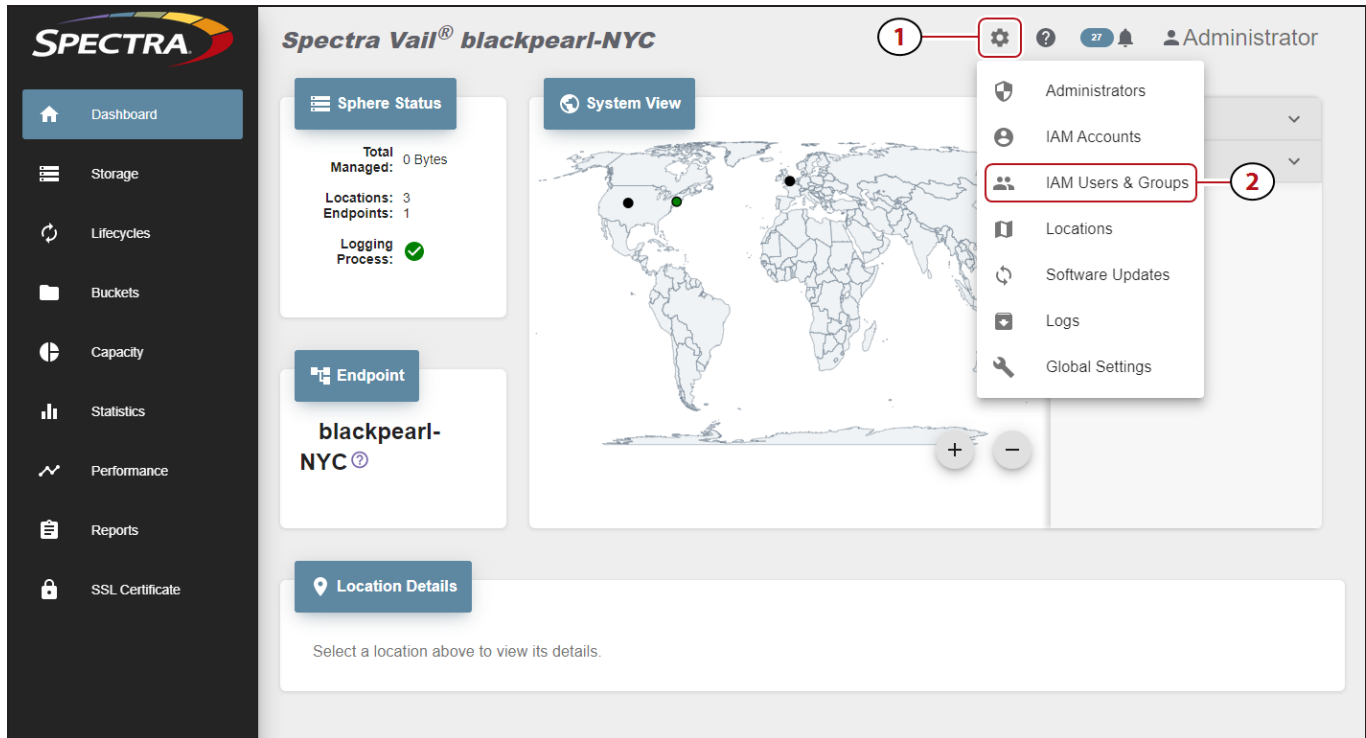 SPECTRA
Spectra Vail® blackpearl-NYC
1
27
Administrator
Dashboard
Storage
Lifecycles
Buckets
Capacity
Statistics
Performance
Reports
SSL Certificate
Sphere Status
Total Managed: 0 Bytes
Locations: 3
Endpoints: 1
Logging Process:
System View
+
−
Administrators
IAM Accounts
IAM Users & Groups
2
Locations
Software Updates
Logs
Global Settings
Endpoint
blackpearl-
NYC
Location Details
Select a location above to view its details.